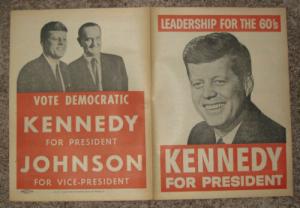 VOTE DEMOCRATIC
KENNEDY
FOR PRESIDENT
JOHNSON
FOR VICE-PRESIDENT
LEADERSHIP FOR THE 60's
KENNEDY
FOR PRESIDENT